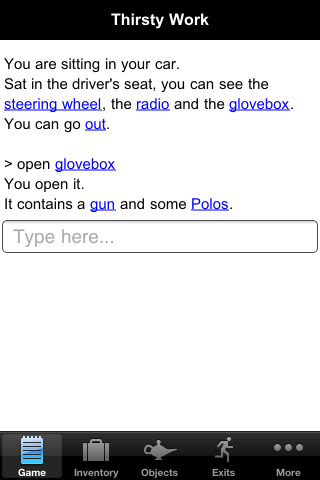 Thirsty Work
You are sitting in your car.
Sat in the driver's seat, you can see the
steering wheel, the radio and the glovebox.
You can go out.
> open glovebox
You open it.
It contains a gun and some Polos.
Type here...
Game Inventory Objects Exits More